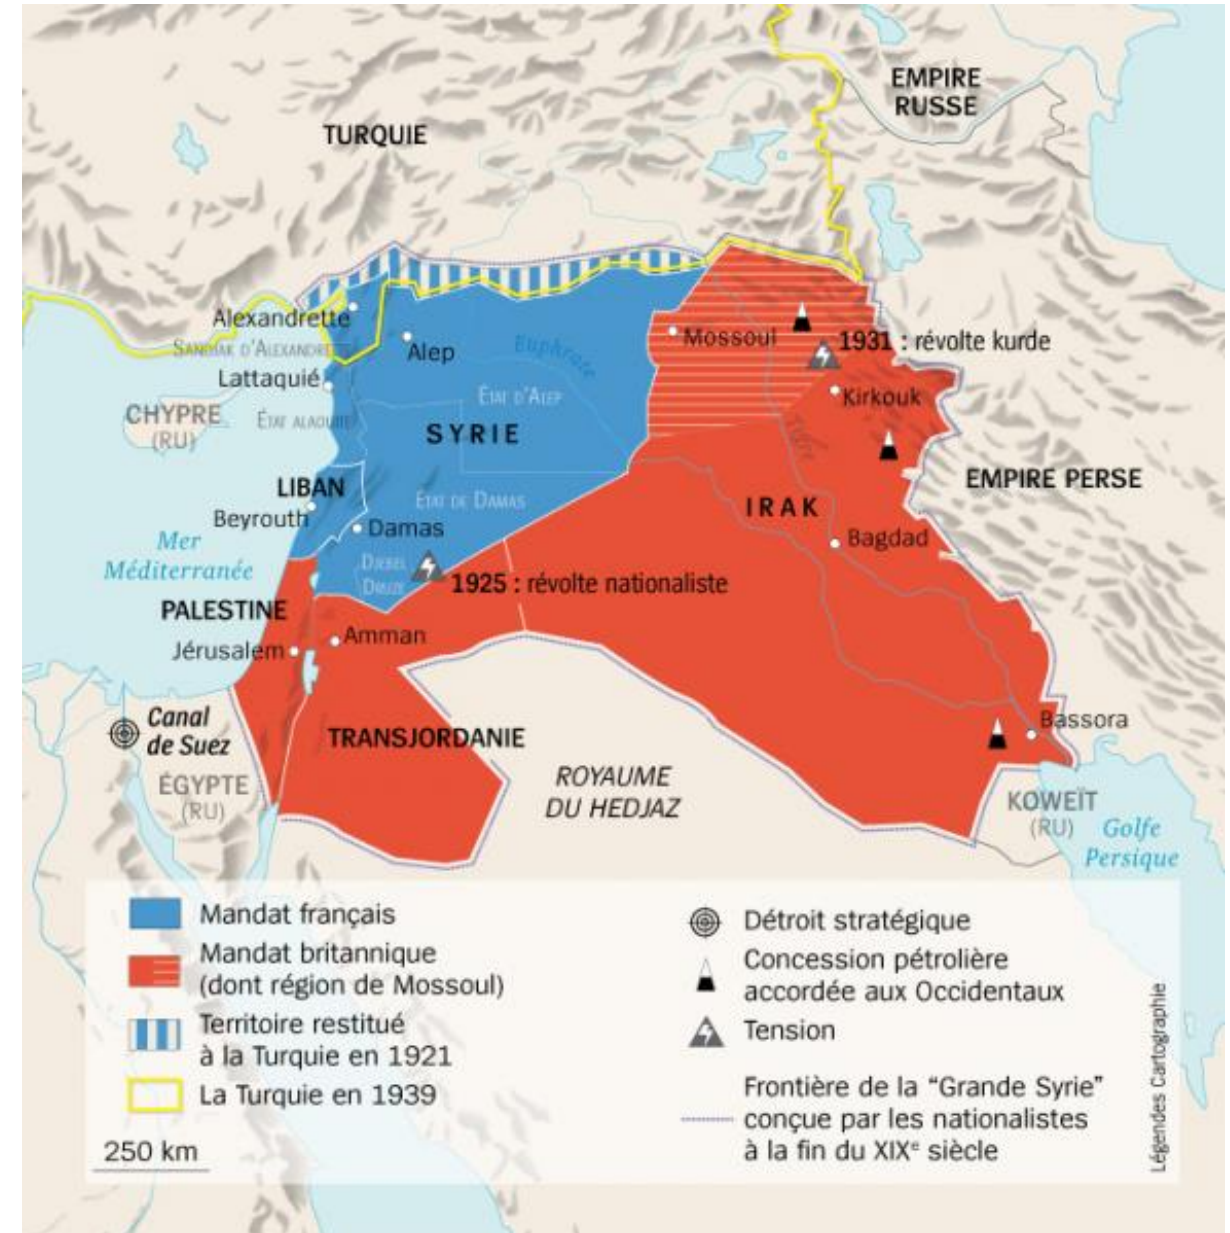 EMPIRE
RUSSE
TURQUIE
Alexandrette
SANDJAK D'ALEXANDRETTE
Alep
Euphrate
Mossoul
1931 : révolte kurde
Lattaquié
ÉTAT D'ALEP
Kirkouk
CHYPRE
(RU)
ÉTAT ALAOUITE
SYRIE
Tigre
EMPIRE PERSE
LIBAN
ÉTAT DE DAMAS
IRAK
Beyrouth
Damas
Bagdad
Mer
Méditerranée
DJEBEL
DRUZE
1925 : révolte nationaliste
PALESTINE
Amman
Jérusalem
Canal
de Suez
TRANSJORDANIE
Bassora
ÉGYPTE
(RU)
ROYAUME
DU HEDJAZ
KOWEÏT
(RU)
Golfe
Persique
Mandat français
Mandat britannique
(dont région de Mossoul)
Territoire restitué
à la Turquie en 1921
La Turquie en 1939
250 km
Détroit stratégique
Concession pétrolière
accordée aux Occidentaux
Tension
Frontière de la “Grande Syrie”
conçue par les nationalistes
à la fin du XIXe siècle
Légendes Cartographie